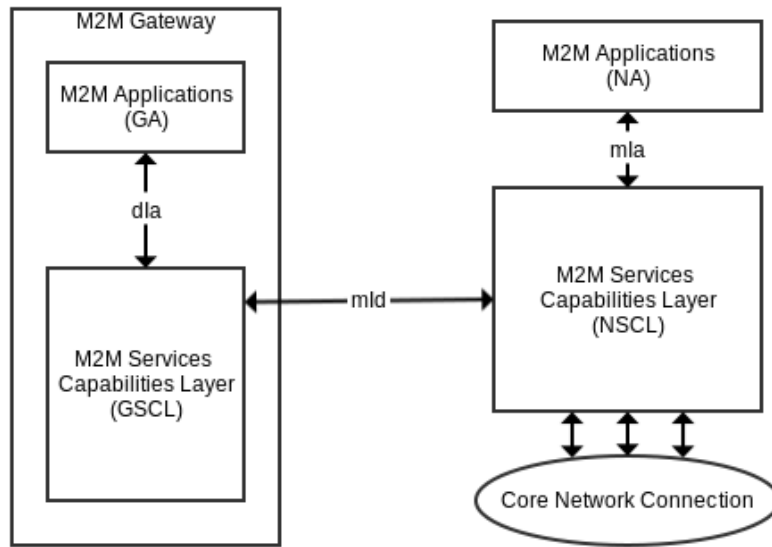 M2M Gateway
M2M Applications
(GA)
dIa
M2M Services
Capabilities Layer
(GSCL)
mId
M2M Applications
(NA)
mIa
M2M Services
Capabilities Layer
(NSCL)
Core Network Connection